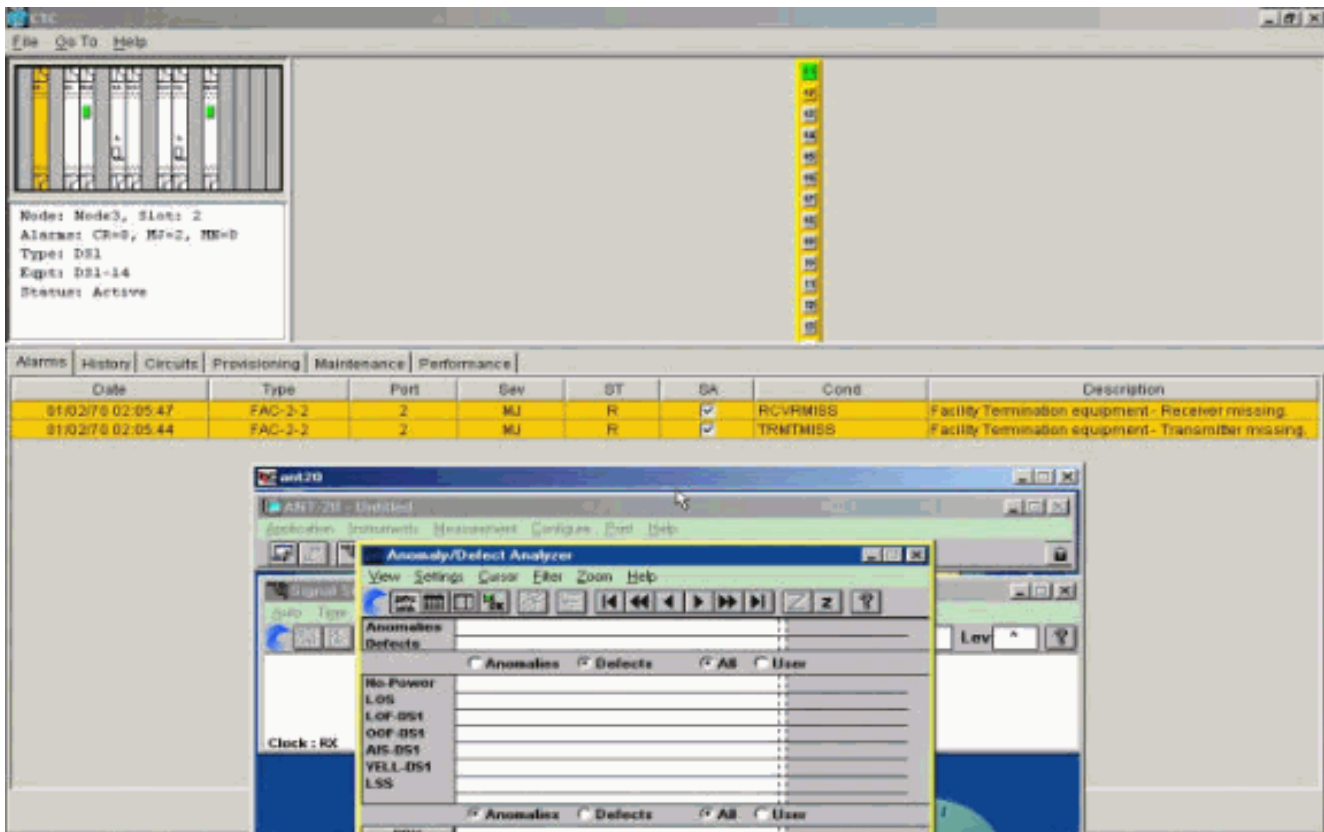 CTC
File Go To Help
Node: Node3, Slot: 2
Alarms: CR=0, MJ=2, MN=0
Type: DS1
Eqpt: DS1-14
Status: Active
Alarms History Circuits Provisioning Maintenance Performance
Date Type Port Sev ST SA Cond Description
01/02/70 02:05:47 FAC-2-2 2 MJ R RCVRMISS Facility Termination equipment - Receiver missing.
01/02/70 02:05:44 FAC-2-2 2 MJ R TRMTMISS Facility Termination equipment - Transmitter missing.
ant20
ANT-20 - Untitled
Application Instruments Measurement Configure Print Help
Anomaly/Defect Analyzer
View Settings Cursor Filter Zoom Help
Signal
Auto
Lev
Anomalies
Defects
Anomalies Defects All User
No-Power
LOS
LOF-DS1
OOF-DS1
AIS-DS1
YELL-DS1
LSS
Clock : RX
Anomalies Defects All User